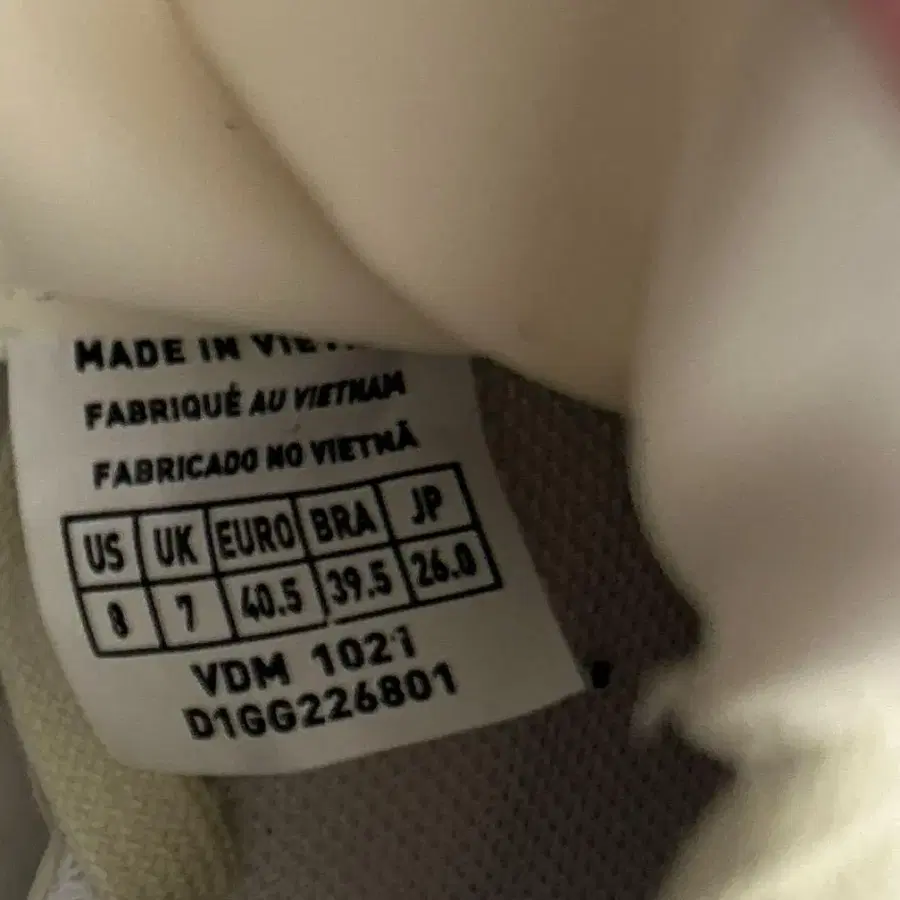 MADE IN
FABRIQUÉ AU VIETNAM
FABRICADO NO VIETNÃ
US UK EURO BRA JP
8 7 40.5 39.5 26.0
VDM 1021
D1GG226801